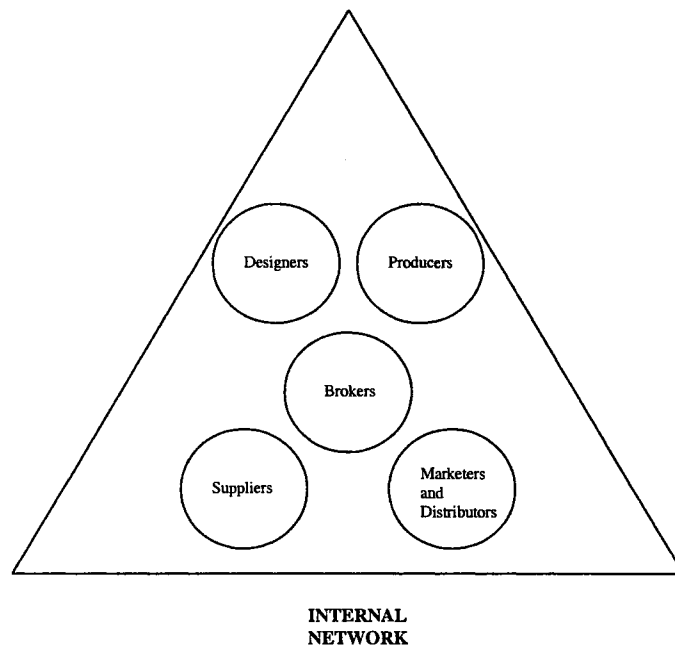 Designers
Producers
Brokers
Suppliers
Marketers
and
Distributors
INTERNAL
NETWORK